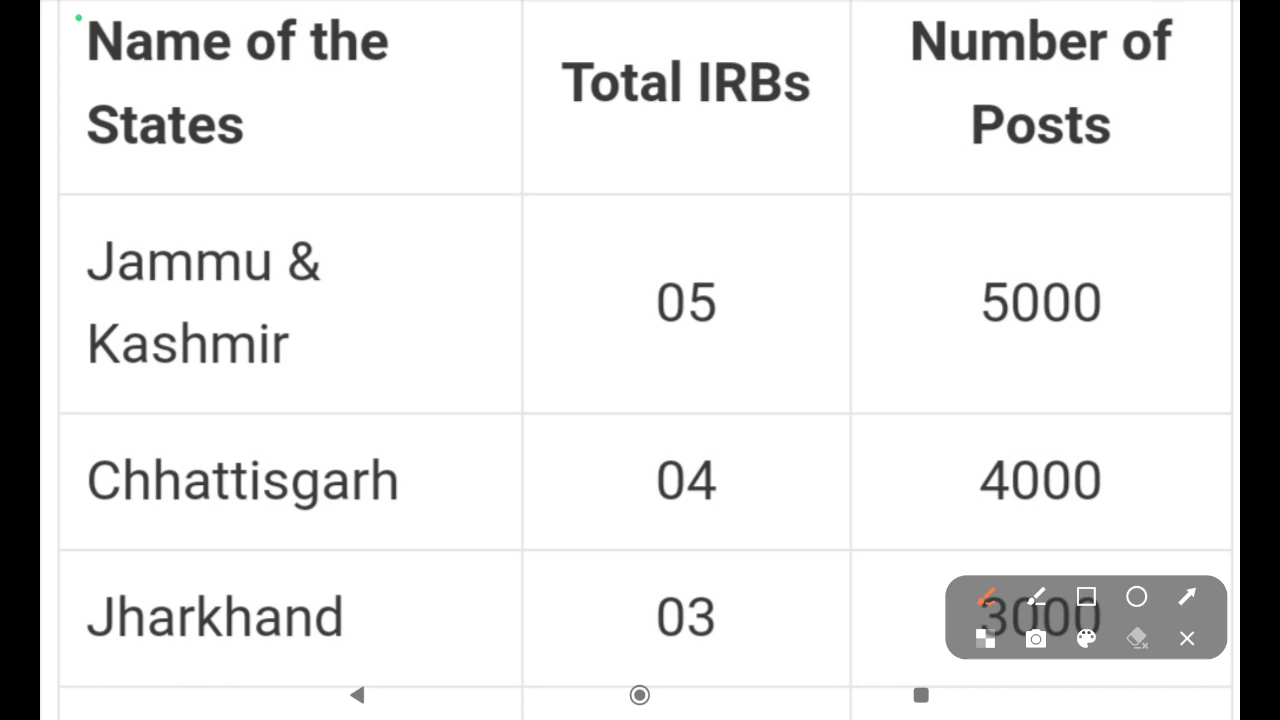 Name of the
States
Total IRBs
Number of
Posts
Jammu &
Kashmir
05
5000
Chhattisgarh
04
4000
Jharkhand
03
3000